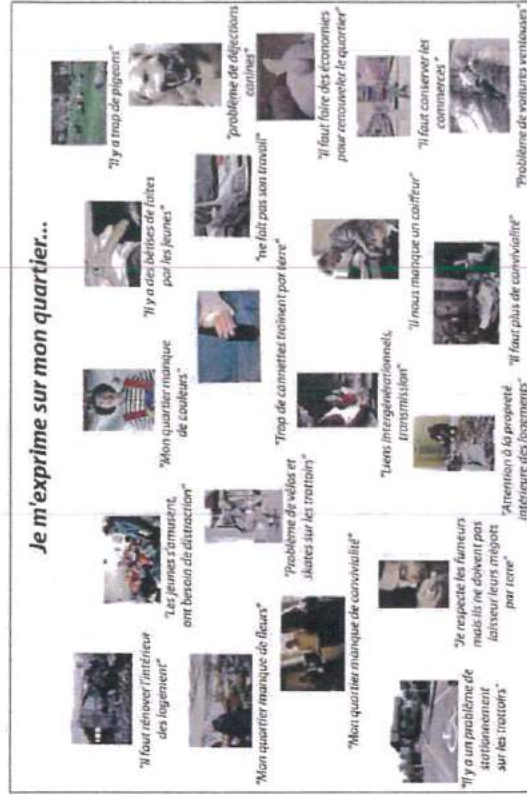 Je m'exprime sur mon quartier...
"Il faut rénover l'intérieur
des logement"
"Les jeunes s'amusent,
ont besoin de distraction"
"Mon quartier manque
de couleurs"
"Il y a des bétises de faites
par les jeunes"
"Il y a trop de pigeons"
"Mon quartier manque de fleurs"
"Problème de vélos et
skates sur les trottoirs"
"Trop de cannettes trainent par terre"
"ne fait pas son travail"
"problème de déjections
canines"
"Mon quartier manque de convivialité"
"Liens intergénérationnels,
transmission"
"il nous manque un coiffeur"
"Il faut faire des économies
pour renouveler le quartier"
"Il y a un problème de
stationnement
sur les trottoirs"
"Je respecte les fumeurs
mais ils ne doivent pas
laisseur leurs mégots
par terre"
"Attention à la propreté
intérieure des logements"
"Il faut plus de convivialité"
"Il faut conserver les
commerces"
"Problème de voitures ventouses"